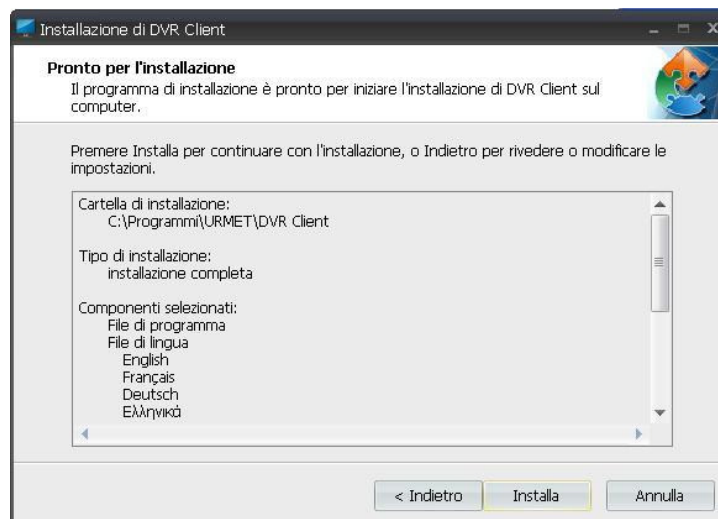 Installazione di DVR Client
Pronto per l'installazione
Il programma di installazione è pronto per iniziare l'installazione di DVR Client sul
computer.
Premere Installa per continuare con l'installazione, o Indietro per rivedere o modificare le
impostazioni.
Cartella di installazione:
C:\Programmi\URMET\DVR Client
Tipo di installazione:
installazione completa
Componenti selezionati:
File di programma
File di lingua
English
Français
Deutsch
Ελληνικά
< Indietro
Installa
Annulla